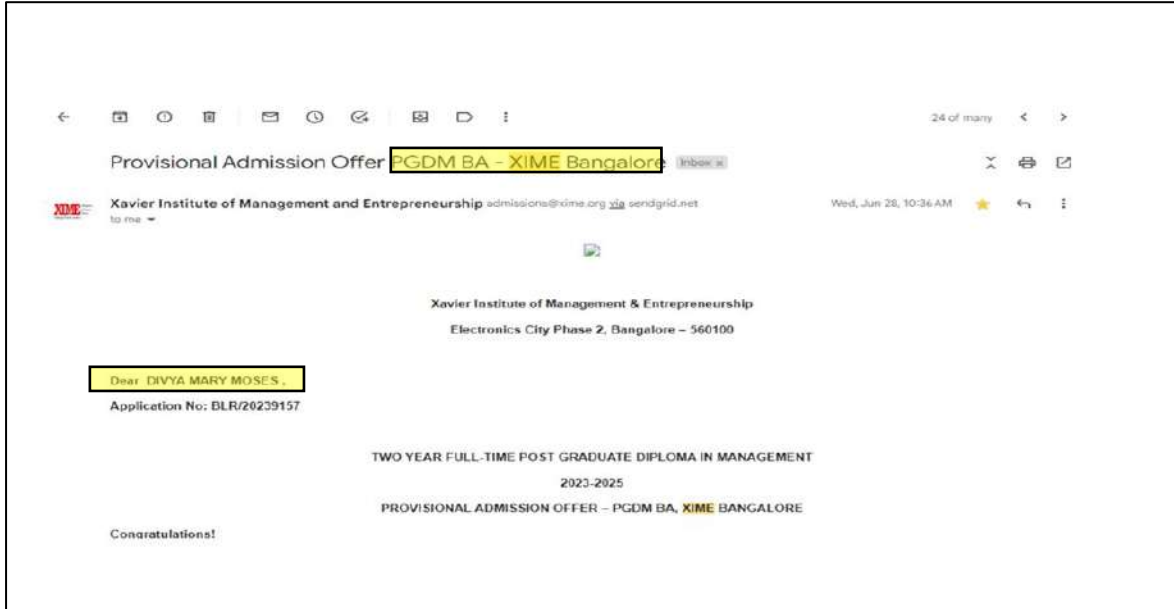 24 of many
Provisional Admission Offer PGDM BA - XIME Bangalore Inbox x
XIME
Xavier Institute of Management and Entrepreneurship admissions@xime.org via sendgrid.net Wed, Jun 28, 10:36 AM
to me
Xavier Institute of Management & Entrepreneurship
Electronics City Phase 2, Bangalore – 560100
Dear DIVYA MARY MOSES ,
Application No: BLR/20239157
TWO YEAR FULL-TIME POST GRADUATE DIPLOMA IN MANAGEMENT
2023-2025
PROVISIONAL ADMISSION OFFER – PGDM BA, XIME BANGALORE
Congratulations!